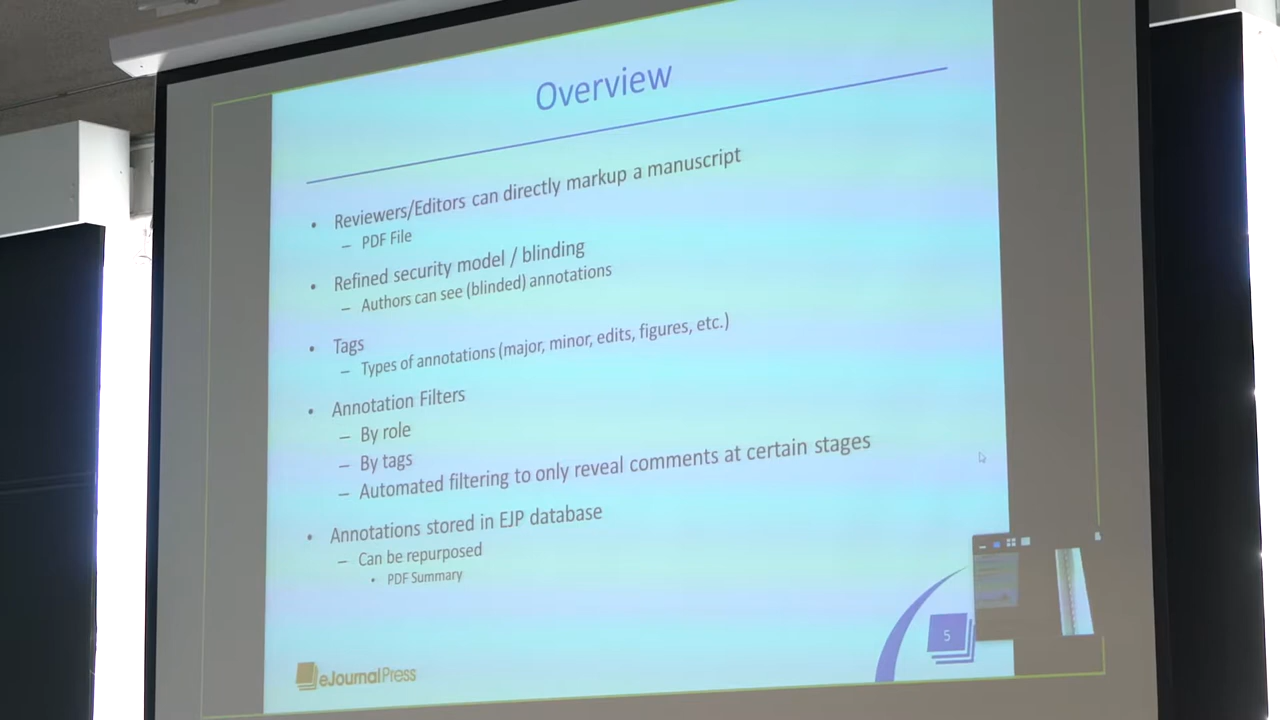 Overview
• Reviewers/Editors can directly markup a manuscript
– PDF File
• Refined security model / blinding
– Authors can see (blinded) annotations
• Tags
– Types of annotations (major, minor, edits, figures, etc.)
• Annotation Filters
– By role
– By tags
– Automated filtering to only reveal comments at certain stages
• Annotations stored in EJP database
– Can be repurposed
• PDF Summary
eJournalPress
5